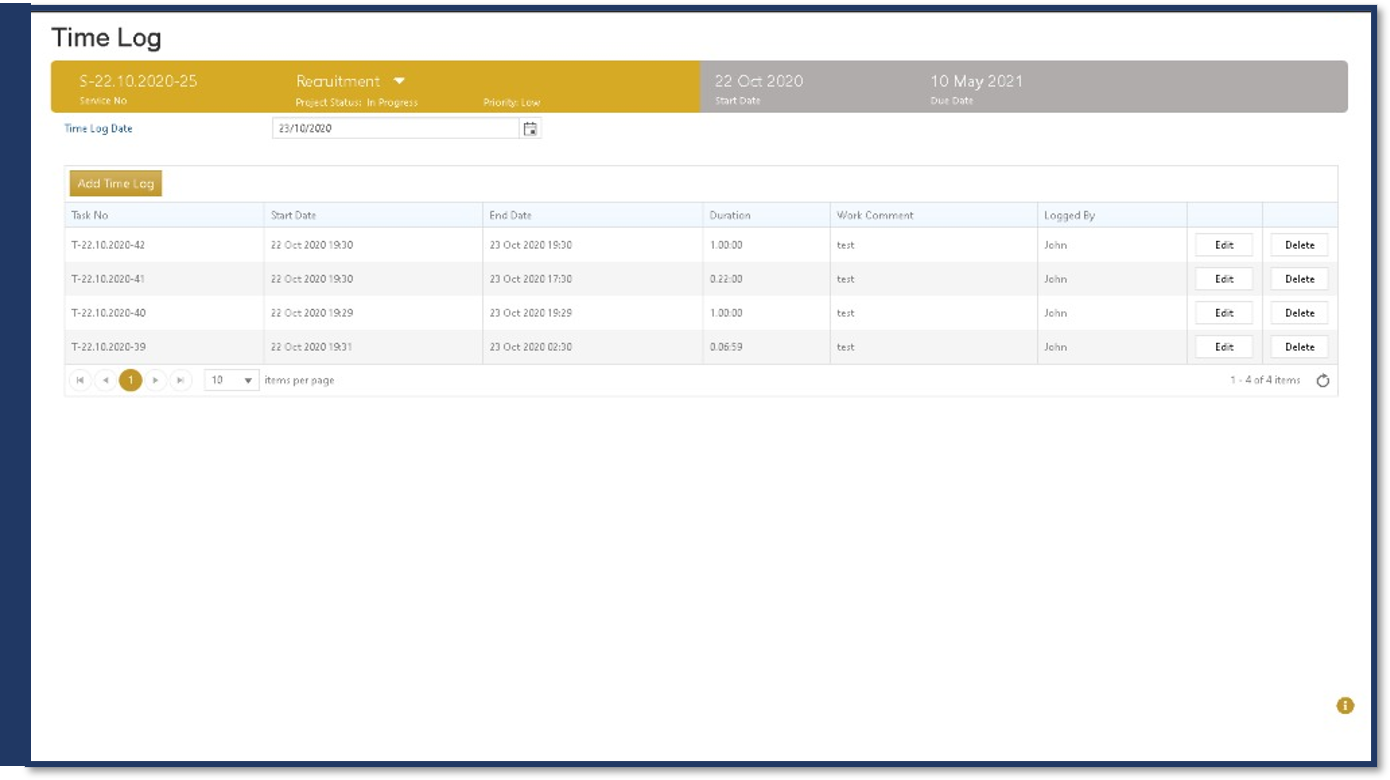 Time Log
S-22.10.2020-25 Recruitment 22 Oct 2020 10 May 2021
Service No Project Status: In Progress Priority: Low Start Date Due Date
Time Log Date 23/10/2020
Add Time Log
Task No Start Date End Date Duration Work Comment Logged By
T-22.10.2020-42 22 Oct 2020 19:30 23 Oct 2020 19:30 1.00:00 test John Edit Delete
T-22.10.2020-41 22 Oct 2020 19:30 23 Oct 2020 17:30 0.22:00 test John Edit Delete
T-22.10.2020-40 22 Oct 2020 19:29 23 Oct 2020 19:29 1.00:00 test John Edit Delete
T-22.10.2020-39 22 Oct 2020 19:31 23 Oct 2020 02:30 0.06:59 test John Edit Delete
1 10 items per page 1 - 4 of 4 items